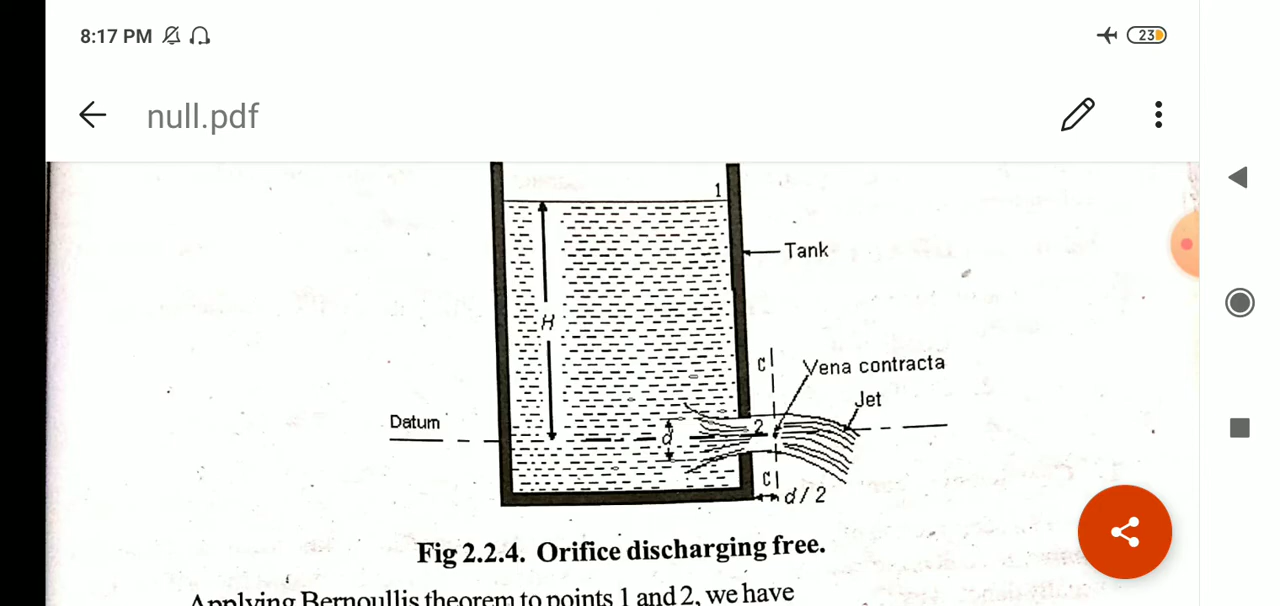 8:17 PM
23
null.pdf
1
Tank
H
C
Vena contracta
Jet
Datum
2
d
C
d/2
Fig 2.2.4. Orifice discharging free.
Applying Bernoullis theorem to points 1 and 2, we have